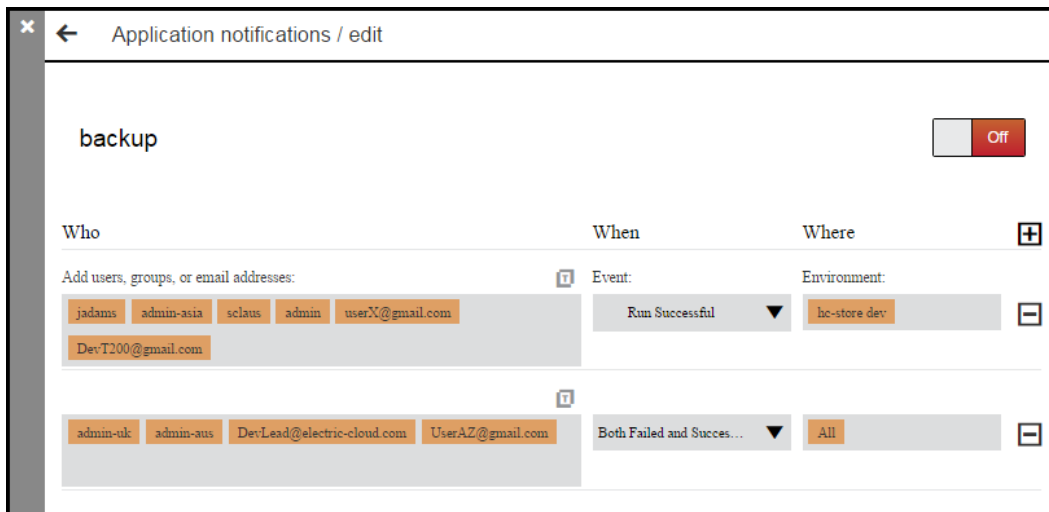 Application notifications / edit
backup
Off
Who When Where
Add users, groups, or email addresses: T Event: Environment:
jadams admin-asia sclaus admin userX@gmail.com Run Successful hc-store dev
DevT200@gmail.com
T
admin-uk admin-aus DevLead@electric-cloud.com UserAZ@gmail.com Both Failed and Succes... All